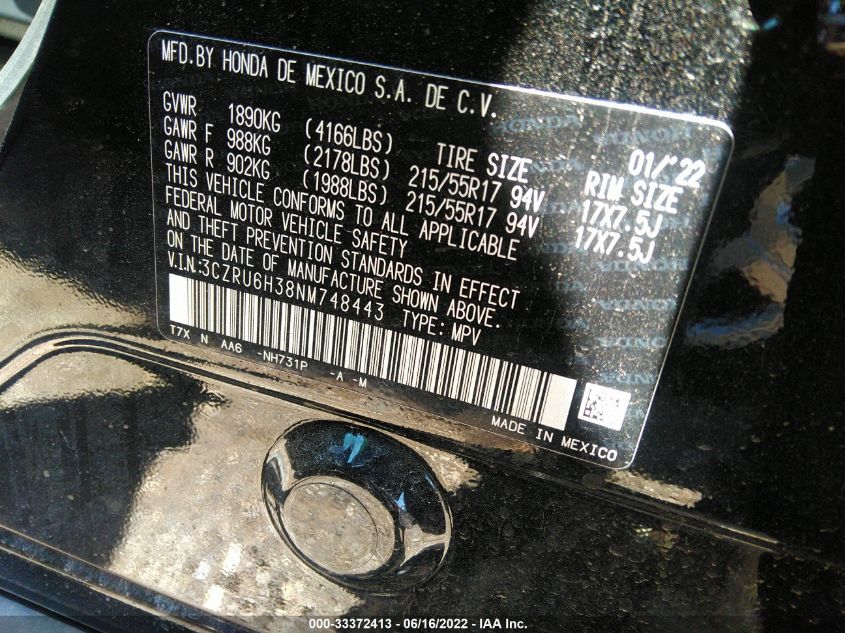 MFD.BY HONDA DE MEXICO S.A. DE C.V.
01/'22
GVWR 1890KG (4166LBS) TIRE SIZE RIM SIZE
GAWR F 988KG (2178LBS) 215/55R17 94V 17X7.5J
GAWR R 902KG (1988LBS) 215/55R17 94V 17X7.5J
THIS VEHICLE CONFORMS TO ALL APPLICABLE
FEDERAL MOTOR VEHICLE SAFETY
AND THEFT PREVENTION STANDARDS IN EFFECT
ON THE DATE OF MANUFACTURE SHOWN ABOVE.
V.I.N:3CZRU6H38NM748443 TYPE: MPV
T7X N AA6 -NH731P -A -M
MADE IN MEXICO
000-33372413 - 06/16/2022 - IAA Inc.